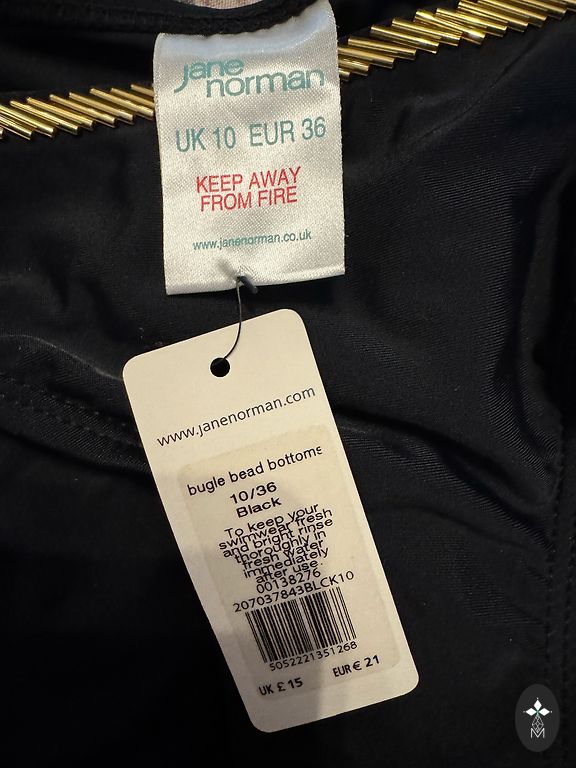 jane
norman
UK 10 EUR 36
KEEP AWAY
FROM FIRE
www.janenorman.co.uk
www.janenorman.com
bugle bead bottoms
10/36
Black
To keep your
swimwear fresh
and bright rinse
thoroughly in
fresh water
immediately
after use.
00138276
207037843BLCK10
5052221351268
UK £15 EUR€ 21
M